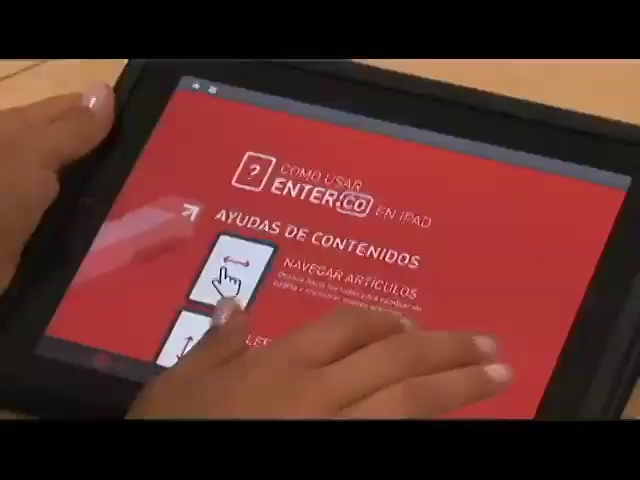 ?
COMO USAR
ENTER.CO EN IPAD
AYUDAS DE CONTENIDOS
NAVEGAR ARTÍCULOS